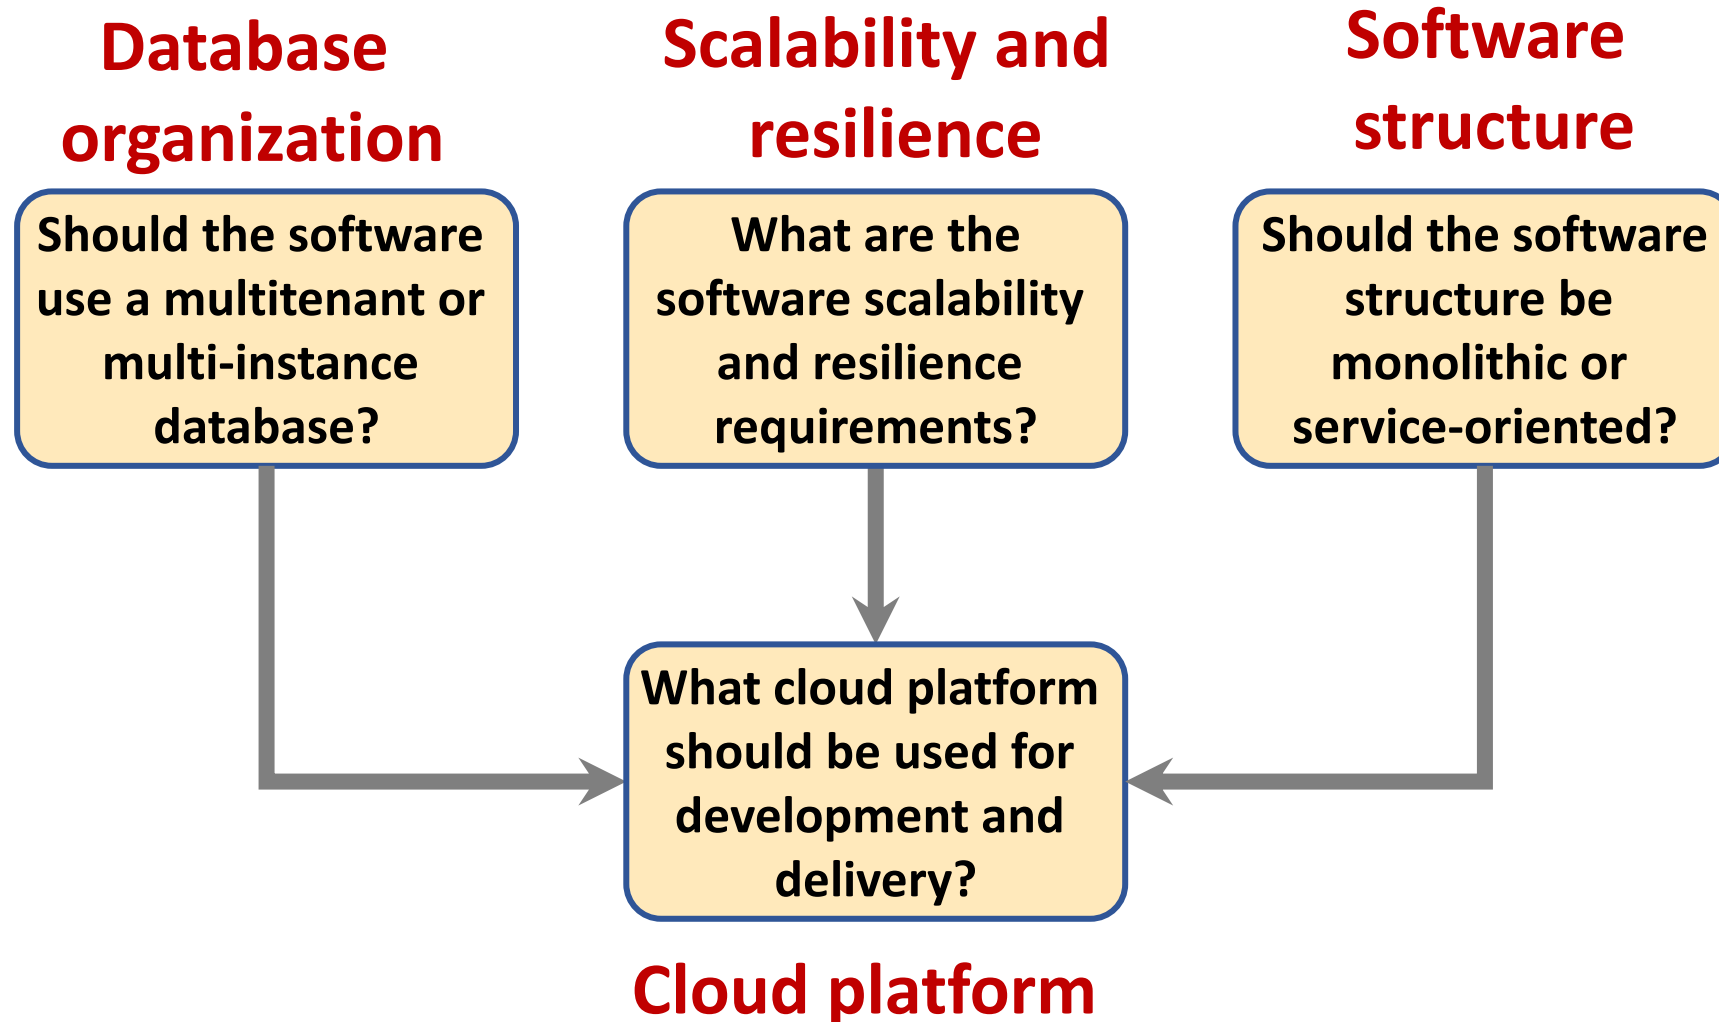 Database
organization
Should the software
use a multitenant or
multi-instance
database?
Scalability and
resilience
What are the
software scalability
and resilience
requirements?
Software
structure
Should the software
structure be
monolithic or
service-oriented?
What cloud platform
should be used for
development and
delivery?
Cloud platform